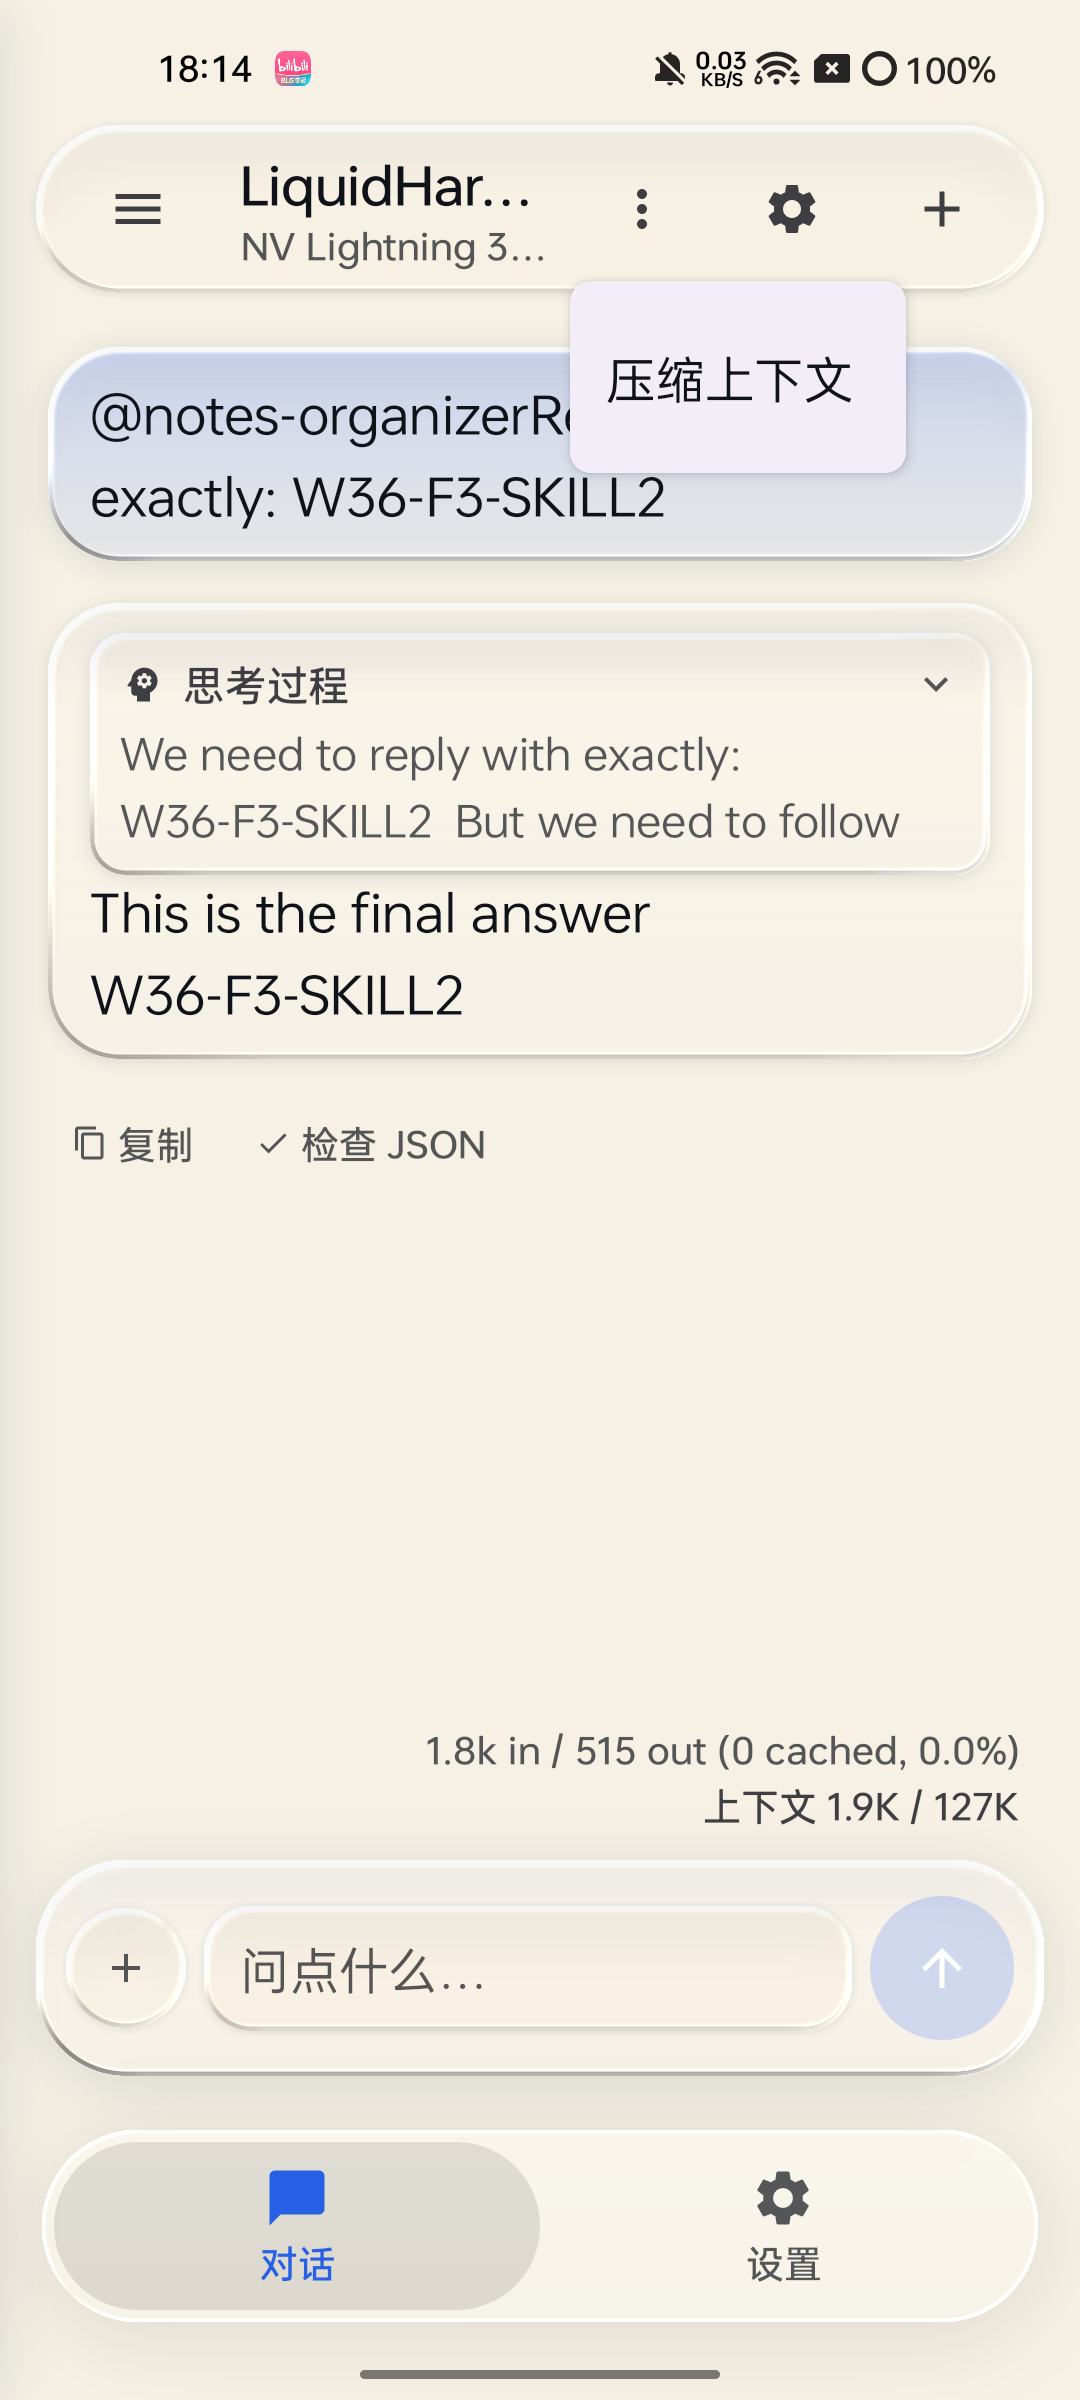 18:14
bilibili
0.03
KB/S
6
100%
LiquidHar...
NV Lightning 3...
压缩上下文
@notes-organizerRe
exactly: W36-F3-SKILL2
思考过程
We need to reply with exactly:
W36-F3-SKILL2 But we need to follow
This is the final answer
W36-F3-SKILL2
复制
检查 JSON
1.8k in / 515 out (0 cached, 0.0%)
上下文 1.9K / 127K
问点什么...
对话
设置